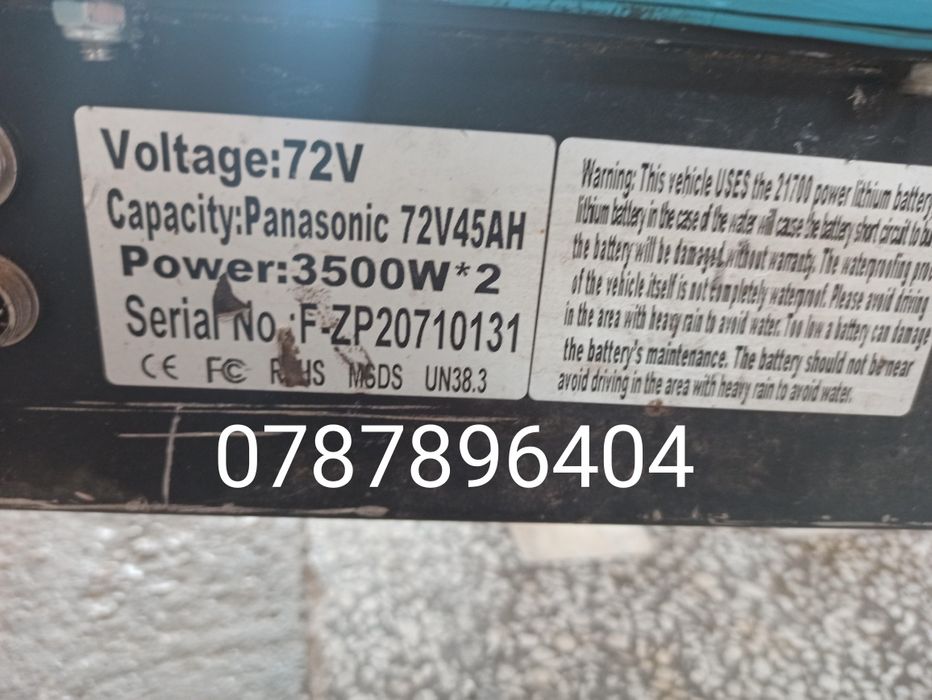 Voltage:72V
Capacity:Panasonic 72V45AH
Power:3500W*2
Serial No.:F-ZP20710131
CE FC RoHS MSDS UN38.3
Warning: This vehicle USES the 21700 power lithium battery
lithium battery in the case of the water will cause the battery short circuit to bu
the battery will be damaged, without warranty. The waterproofing pro
of the vehicle itself is not completely waterproof. Please avoid driving
in the area with heavy rain to avoid water. Too low a battery can damage
the battery's maintenance. The battery should not be near
avoid driving in the area with heavy rain to avoid water.
0787896404